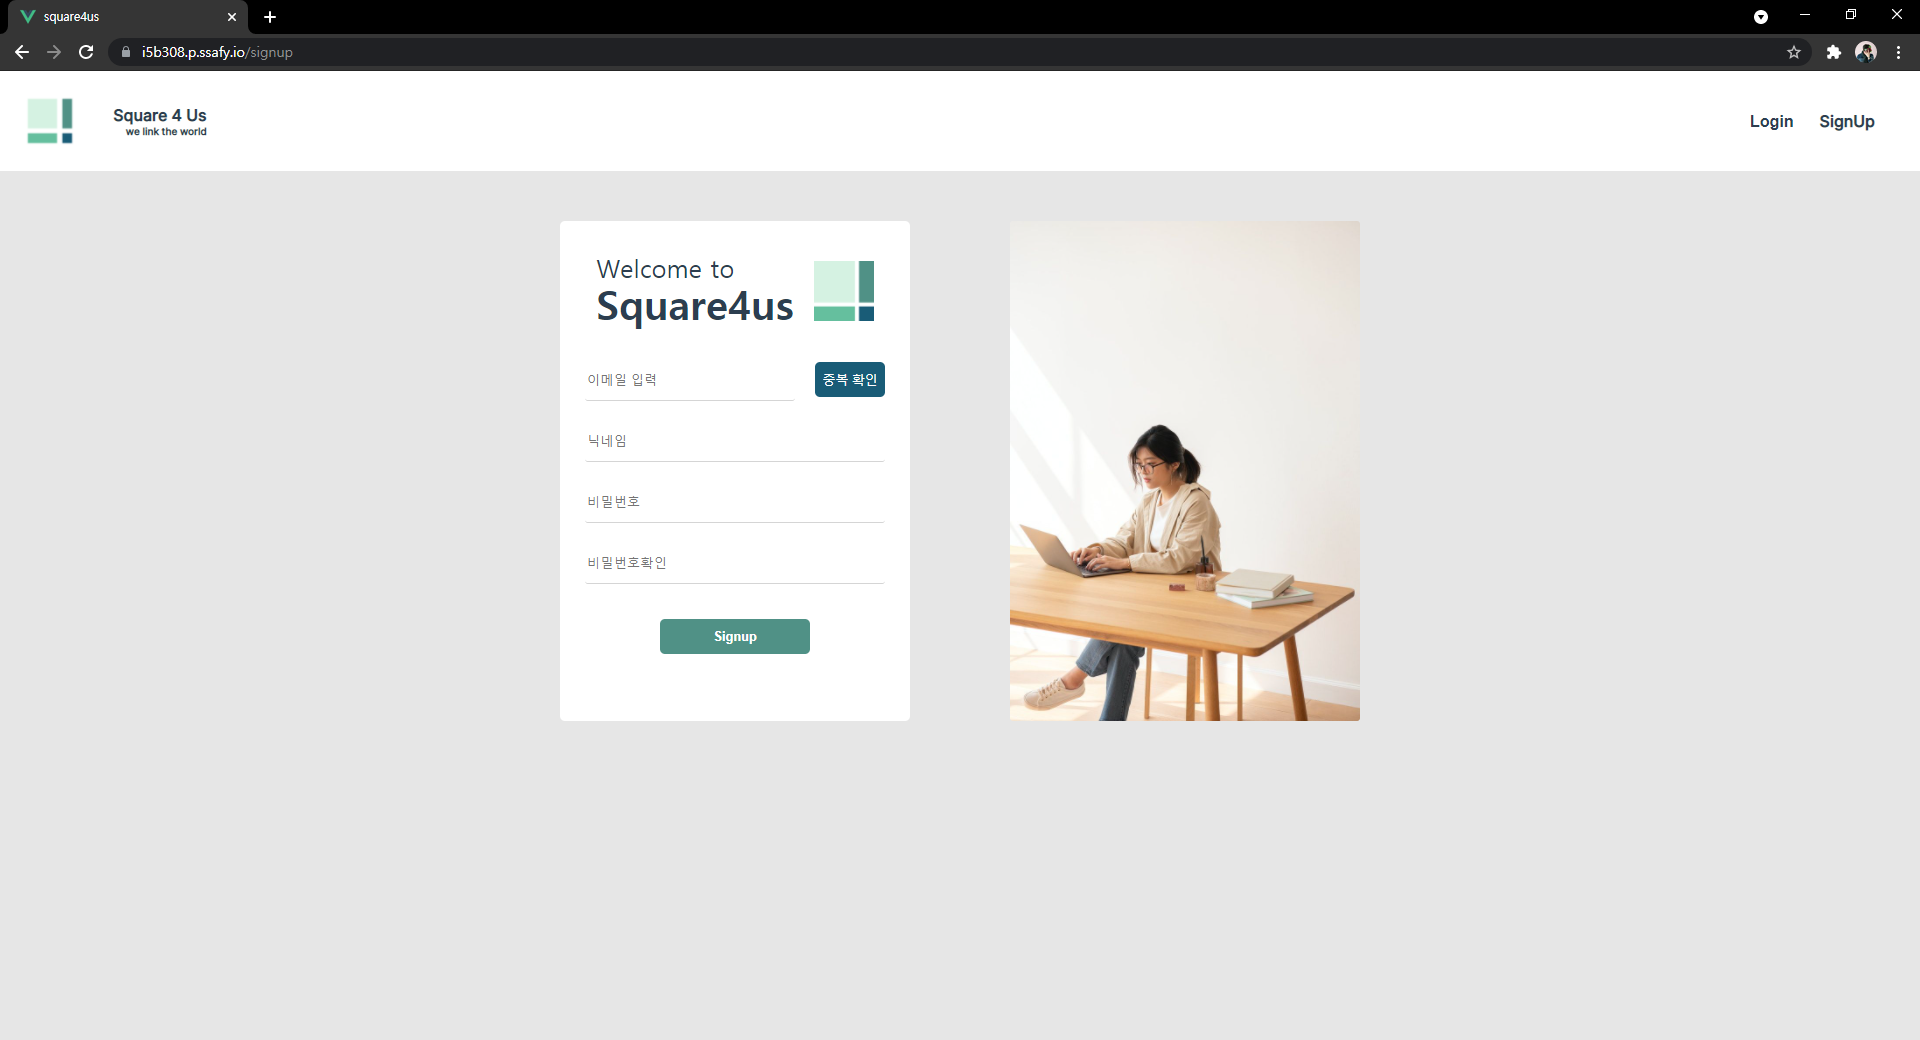 square4us
i5b308.p.ssafy.io/signup
Square 4 Us
we link the world
Login SignUp
Welcome to
Square4us
이메일 입력 중복 확인
닉네임
비밀번호
비밀번호확인
Signup